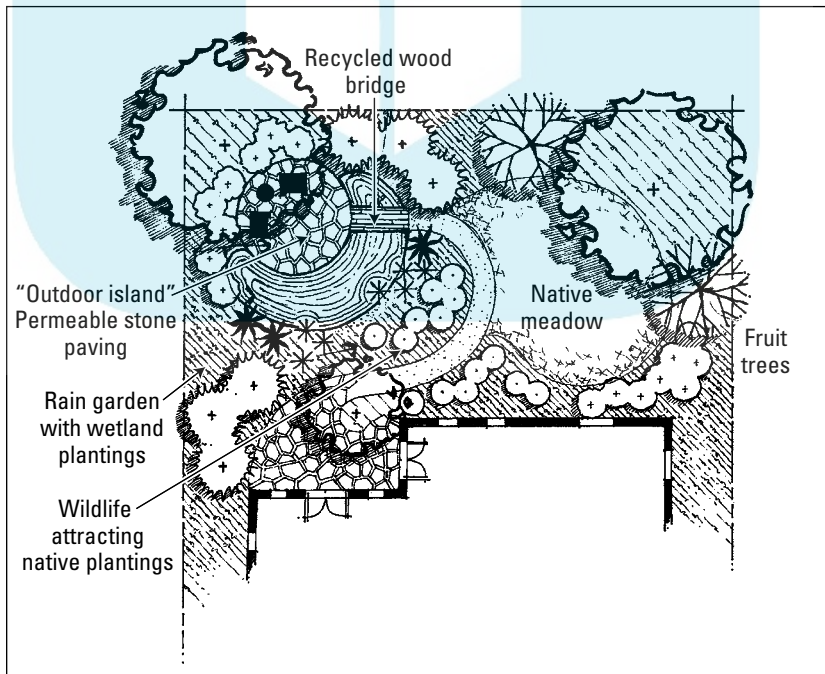 Recycled wood
bridge
“Outdoor island”
Permeable stone
paving
Native
meadow
Fruit
trees
Rain garden
with wetland
plantings
Wildlife
attracting
native plantings